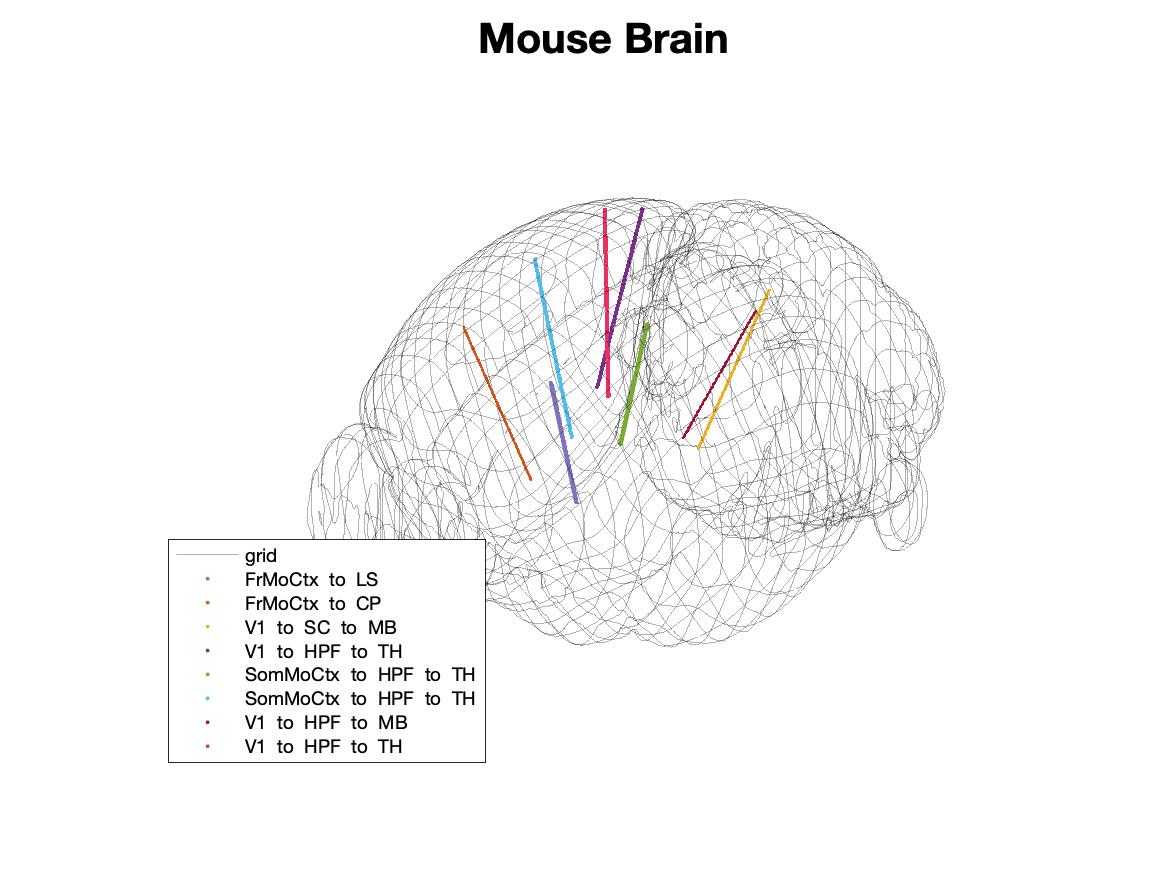 Mouse Brain
grid
FrMoCtx to LS
FrMoCtx to CP
V1 to SC to MB
V1 to HPF to TH
SomMoCtx to HPF to TH
SomMoCtx to HPF to TH
V1 to HPF to MB
V1 to HPF to TH